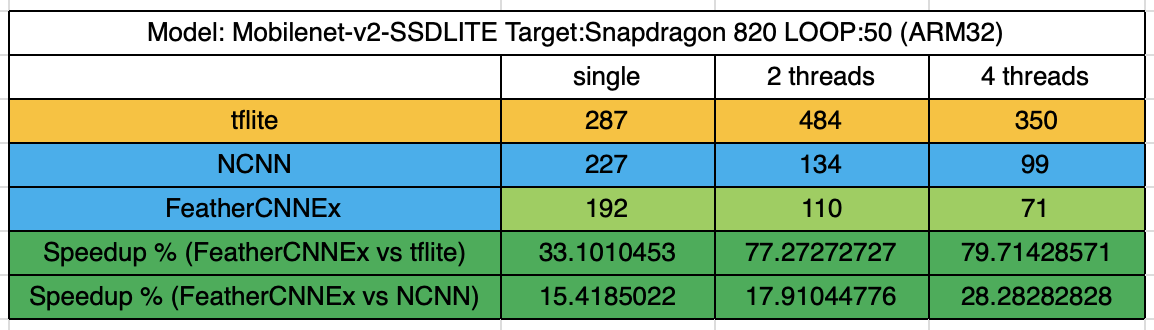 Model: Mobilenet-v2-SSDLITE Target:Snapdragon 820 LOOP:50 (ARM32)
single 2 threads 4 threads
tflite 287 484 350
NCNN 227 134 99
FeatherCNNEx 192 110 71
Speedup % (FeatherCNNEx vs tflite) 33.1010453 77.27272727 79.71428571
Speedup % (FeatherCNNEx vs NCNN) 15.4185022 17.91044776 28.28282828